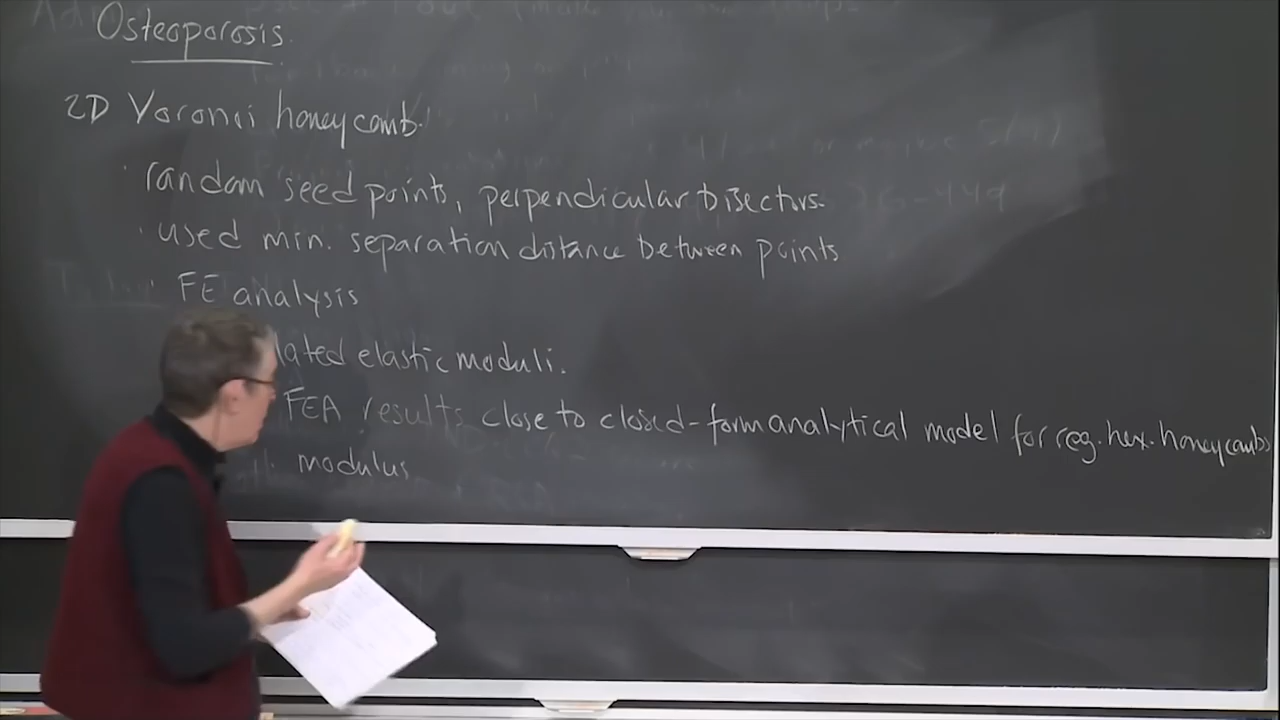 Osteoporosis
2D Voronoi honeycomb
· random seed points, perpendicular bisectors.
· used min. separation distance between points
FE analysis
lated elastic moduli.
FEA results close to closed-form analytical model for reg. hex. honeycombs
modulus